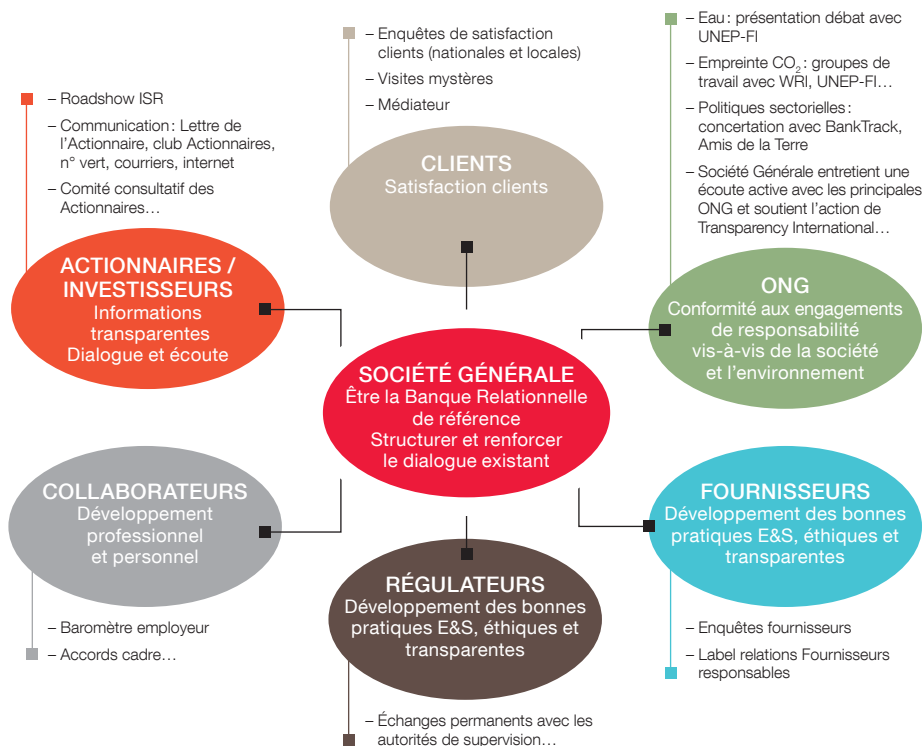 – Enquêtes de satisfaction
clients (nationales et locales)
– Visites mystères
– Médiateur
– Eau : présentation débat avec
UNEP-FI
– Empreinte CO₂ : groupes de
travail avec WRI, UNEP-FI…
– Politiques sectorielles :
concertation avec BankTrack,
Amis de la Terre
– Société Générale entretient une
écoute active avec les principales
ONG et soutient l’action de
Transparency International…
– Roadshow ISR
– Communication : Lettre de
l’Actionnaire, club Actionnaires,
n° vert, courriers, internet
– Comité consultatif des
Actionnaires…
CLIENTS
Satisfaction clients
ACTIONNAIRES /
INVESTISSEURS
Informations
transparentes
Dialogue et écoute
ONG
Conformité aux engagements
de responsabilité
vis-à-vis de la société
et l’environnement
SOCIÉTÉ GÉNÉRALE
Être la Banque Relationnelle
de référence
Structurer et renforcer
le dialogue existant
COLLABORATEURS
Développement
professionnel
et personnel
FOURNISSEURS
Développement des bonnes
pratiques E&S, éthiques et
transparentes
RÉGULATEURS
Développement des bonnes
pratiques E&S, éthiques et
transparentes
– Baromètre employeur
– Accords cadre…
– Enquêtes fournisseurs
– Label relations Fournisseurs
responsables
– Échanges permanents avec les
autorités de supervision…